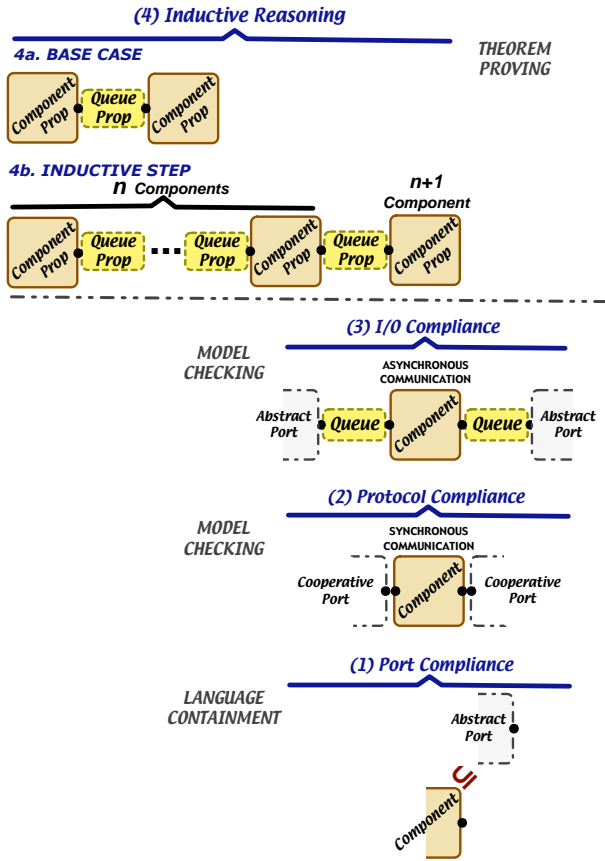 (4) Inductive Reasoning
THEOREM
PROVING
4a. BASE CASE
Component
Prop
Queue
Prop
Component
Prop
4b. INDUCTIVE STEP
n Components
n+1
Component
Component
Prop
Queue
Prop
Queue
Prop
Component
Prop
Queue
Prop
Component
Prop
(3) I/0 Compliance
MODEL
CHECKING
ASYNCHRONOUS
COMMUNICATION
Abstract
Port
Queue
Component
Queue
Abstract
Port
(2) Protocol Compliance
MODEL
CHECKING
SYNCHRONOUS
COMMUNICATION
Cooperative
Port
Component
Cooperative
Port
(1) Port Compliance
LANGUAGE
CONTAINMENT
Abstract
Port
⊆
Component